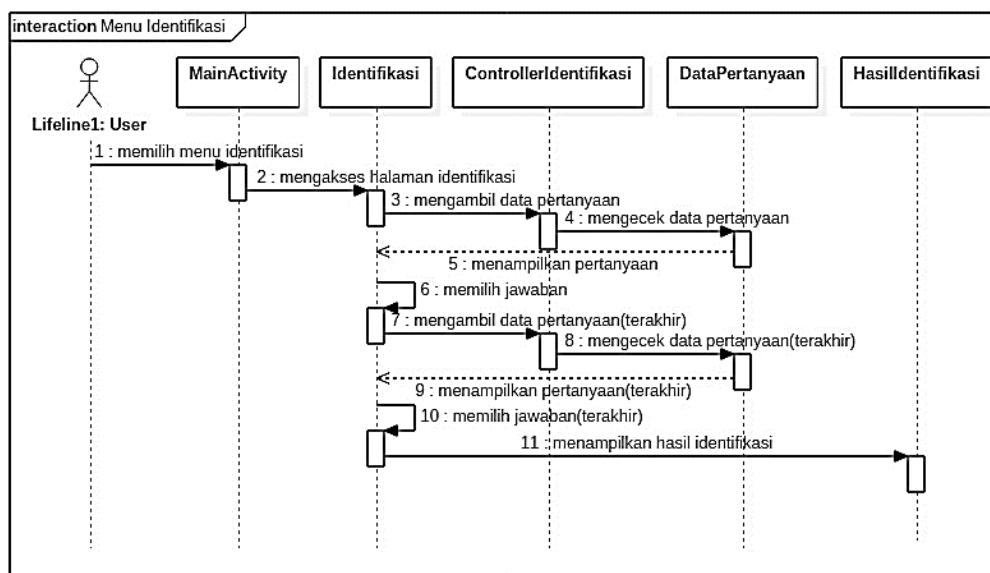 interaction Menu Identifikasi
MainActivity
Identifikasi
ControllerIdentifikasi
DataPertanyaan
HasilIdentifikasi
Lifeline1: User
1 : memilih menu identifikasi
2 : mengakses halaman identifikasi
3 : mengambil data pertanyaan
4 : mengecek data pertanyaan
5 : menampilkan pertanyaan
6 : memilih jawaban
7 : mengambil data pertanyaan(terakhir)
8 : mengecek data pertanyaan(terakhir)
9 : menampilkan pertanyaan(terakhir)
10 : memilih jawaban(terakhir)
11 : menampilkan hasil identifikasi